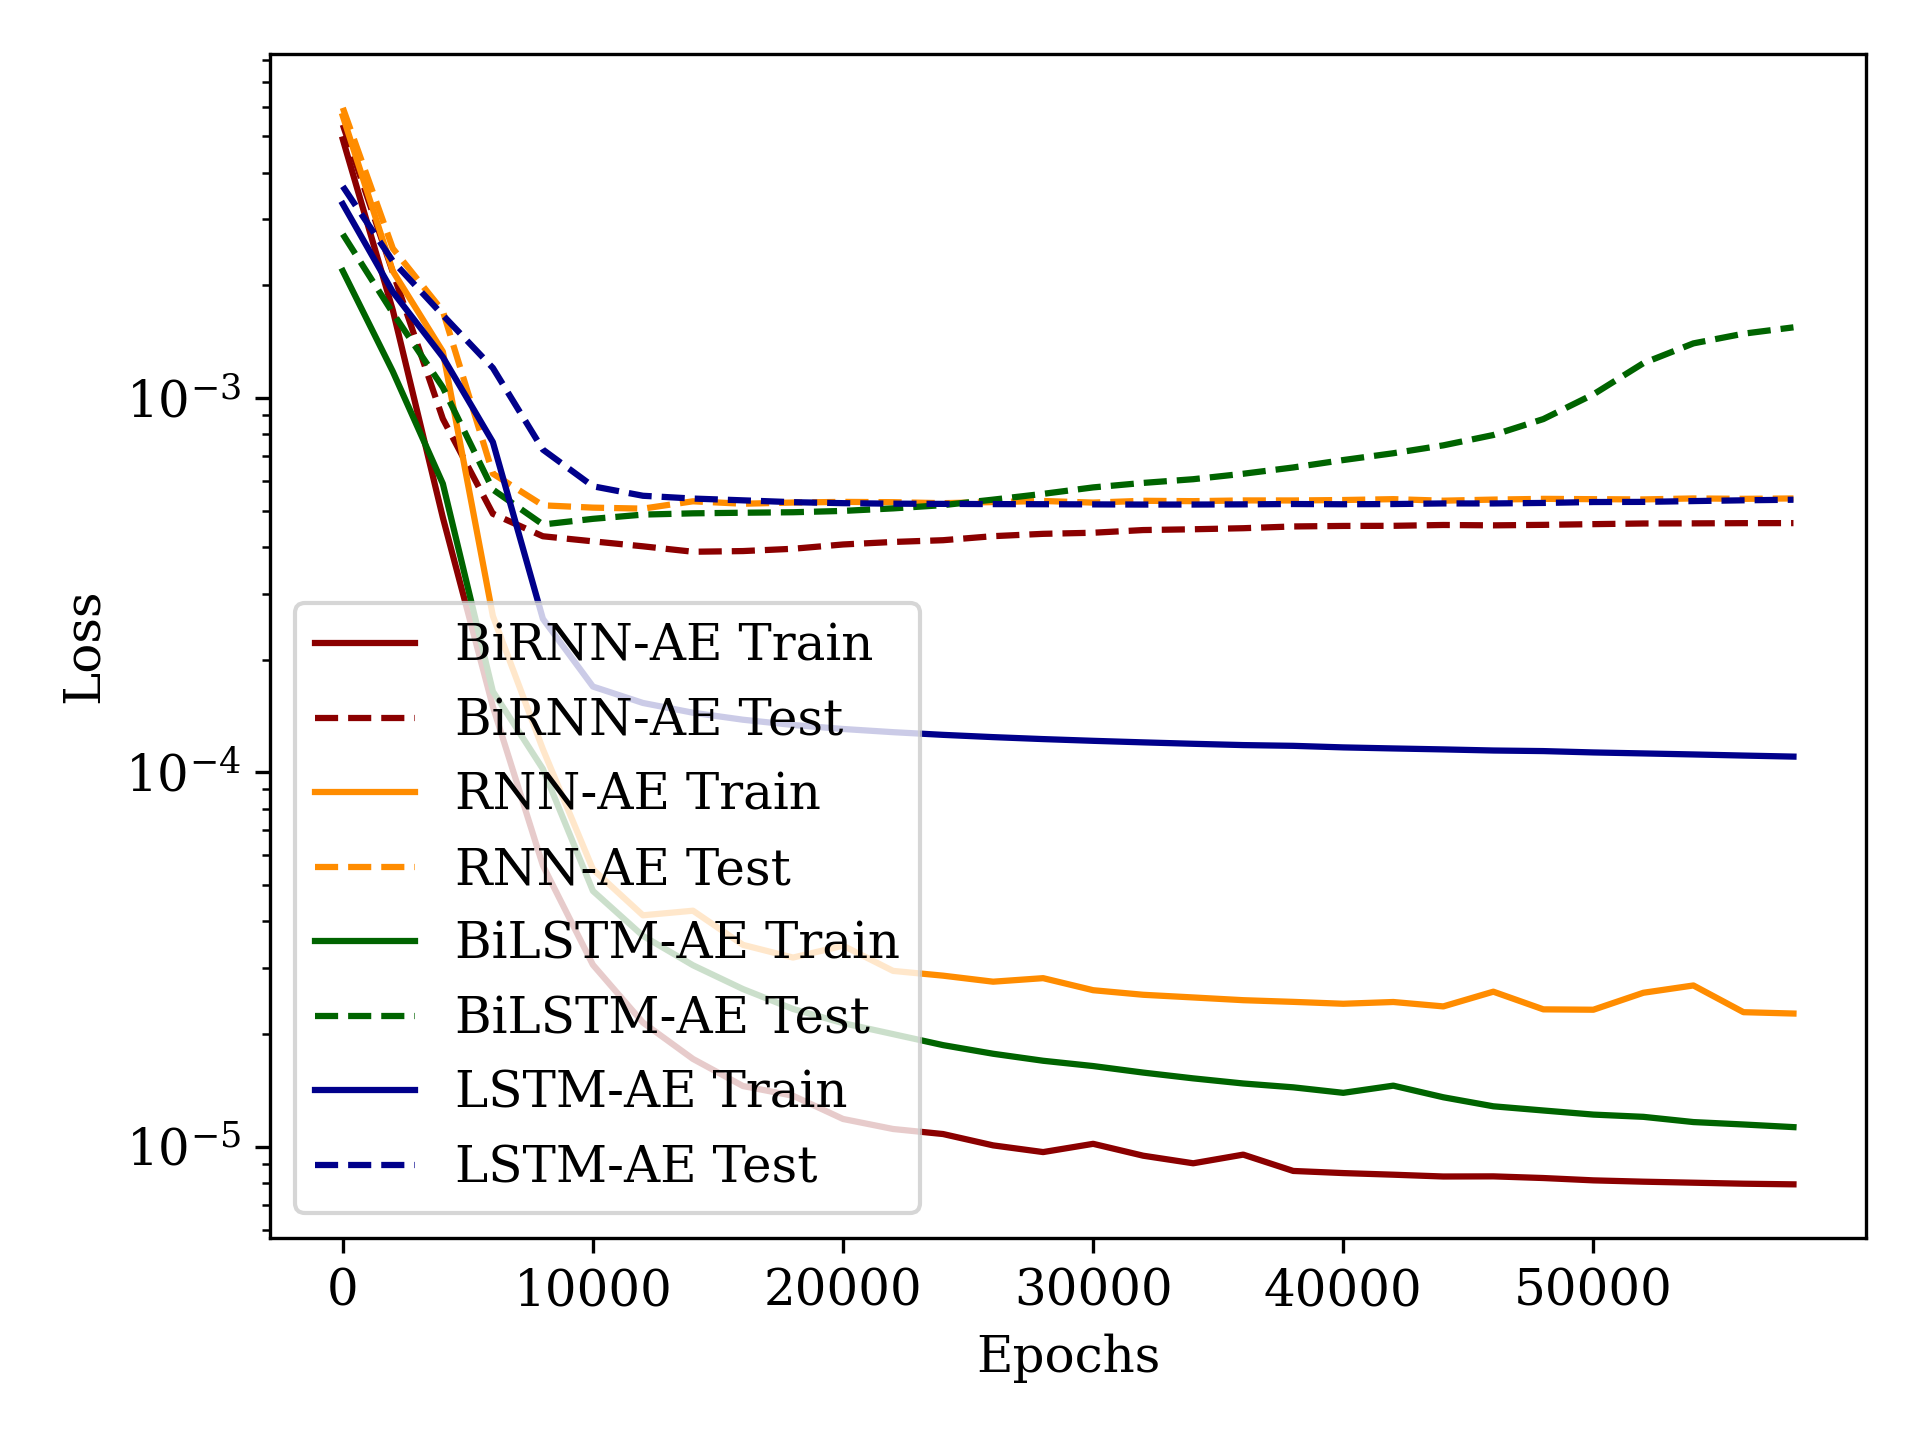 10⁻³
10⁻⁴
10⁻⁵
Loss
BiRNN-AE Train
BiRNN-AE Test
RNN-AE Train
RNN-AE Test
BiLSTM-AE Train
BiLSTM-AE Test
LSTM-AE Train
LSTM-AE Test
0 10000 20000 30000 40000 50000
Epochs